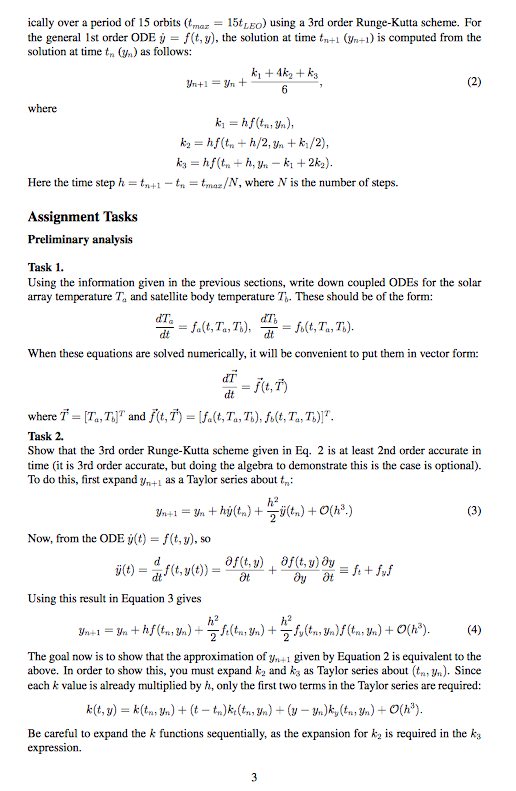 ically over a period of 15 orbits (t_max = 15t_LEO) using a 3rd order Runge-Kutta scheme. For
the general 1st order ODE ẏ = f(t, y), the solution at time t_{n+1} (y_{n+1}) is computed from the
solution at time t_n (y_n) as follows:
y_{n+1} = y_n + (k_1 + 4k_2 + k_3)/6, (2)
where
k_1 = hf(t_n, y_n),
k_2 = hf(t_n + h/2, y_n + k_1/2),
k_3 = hf(t_n + h, y_n − k_1 + 2k_2).
Here the time step h = t_{n+1} − t_n = t_max/N, where N is the number of steps.
Assignment Tasks
Preliminary analysis
Task 1.
Using the information given in the previous sections, write down coupled ODEs for the solar
array temperature T_a and satellite body temperature T_b. These should be of the form:
dT_a/dt = f_a(t, T_a, T_b), dT_b/dt = f_b(t, T_a, T_b).
When these equations are solved numerically, it will be convenient to put them in vector form:
dT⃗/dt = f⃗(t, T⃗)
where T⃗ = [T_a, T_b]^T and f⃗(t, T⃗) = [f_a(t, T_a, T_b), f_b(t, T_a, T_b)]^T.
Task 2.
Show that the 3rd order Runge-Kutta scheme given in Eq. 2 is at least 2nd order accurate in
time (it is 3rd order accurate, but doing the algebra to demonstrate this is the case is optional).
To do this, first expand y_{n+1} as a Taylor series about t_n:
y_{n+1} = y_n + hẏ(t_n) + h²/2 ÿ(t_n) + O(h³.) (3)
Now, from the ODE ẏ(t) = f(t, y), so
ÿ(t) = d/dt f(t, y(t)) = ∂f(t, y)/∂t + ∂f(t, y)/∂y ∂y/∂t ≡ f_t + f_y f
Using this result in Equation 3 gives
y_{n+1} = y_n + hf(t_n, y_n) + h²/2 f_t(t_n, y_n) + h²/2 f_y(t_n, y_n)f(t_n, y_n) + O(h³). (4)
The goal now is to show that the approximation of y_{n+1} given by Equation 2 is equivalent to the
above. In order to show this, you must expand k_2 and k_3 as Taylor series about (t_n, y_n). Since
each k value is already multiplied by h, only the first two terms in the Taylor series are required:
k(t, y) = k(t_n, y_n) + (t − t_n)k_t(t_n, y_n) + (y − y_n)k_y(t_n, y_n) + O(h³).
Be careful to expand the k functions sequentially, as the expansion for k_2 is required in the k_3
expression.
3